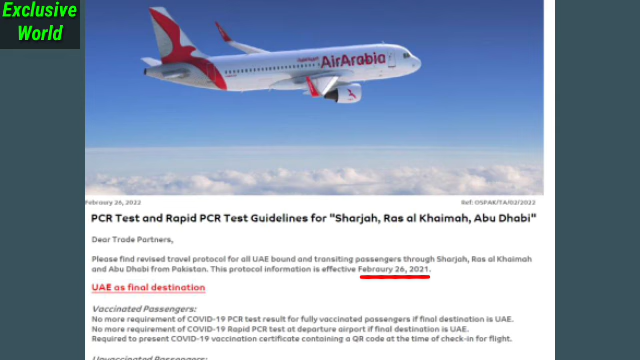 Exclusive
World
AirArabia
Febraury 26, 2022
Ref: OSPAK/TA/02/2022
PCR Test and Rapid PCR Test Guidelines for "Sharjah, Ras al Khaimah, Abu Dhabi"
Dear Trade Partners,
Please find revised travel protocol for all UAE bound and transiting passengers through Sharjah, Ras al Khaimah
and Abu Dhabi from Pakistan. This protocol information is effective Febraury 26, 2021.
UAE as final destination
Vaccinated Passengers:
No more requirement of COVID-19 PCR test result for fully vaccinated passengers if final destination is UAE.
No more requirement of COVID-19 Rapid PCR test at departure airport if final destination is UAE.
Required to present COVID-19 vaccination certificate containing a QR code at the time of check-in for flight.